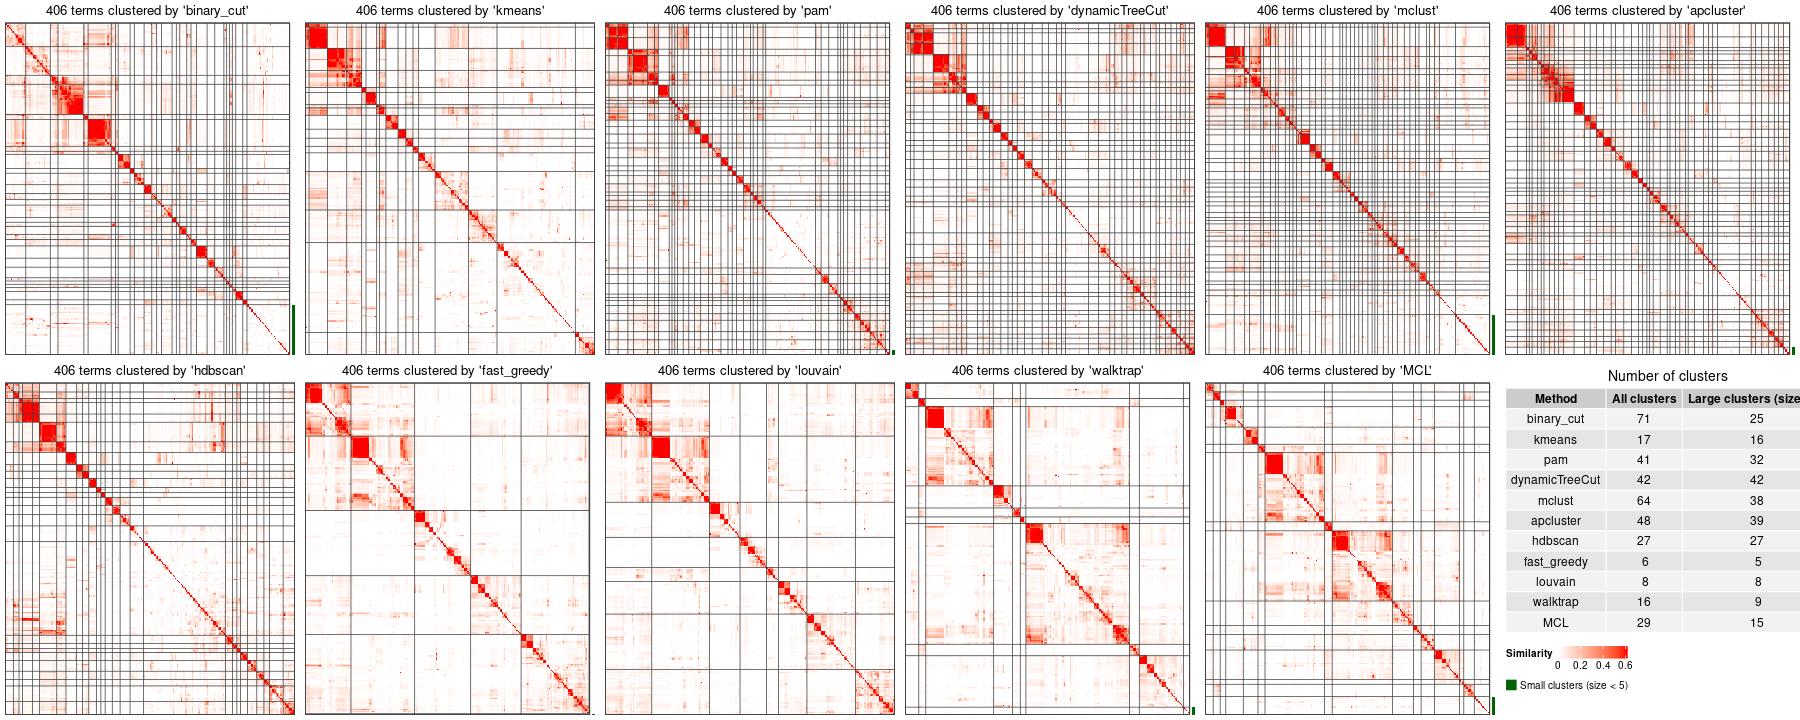 406 terms clustered by 'binary_cut'
406 terms clustered by 'kmeans'
406 terms clustered by 'pam'
406 terms clustered by 'dynamicTreeCut'
406 terms clustered by 'mclust'
406 terms clustered by 'apcluster'
406 terms clustered by 'hdbscan'
406 terms clustered by 'fast_greedy'
406 terms clustered by 'louvain'
406 terms clustered by 'walktrap'
406 terms clustered by 'MCL'
Number of clusters
Method All clusters Large clusters (size
binary_cut 71 25
kmeans 17 16
pam 41 32
dynamicTreeCut 42 42
mclust 64 38
apcluster 48 39
hdbscan 27 27
fast_greedy 6 5
louvain 8 8
walktrap 16 9
MCL 29 15
Similarity
0 0.2 0.4 0.6
Small clusters (size < 5)